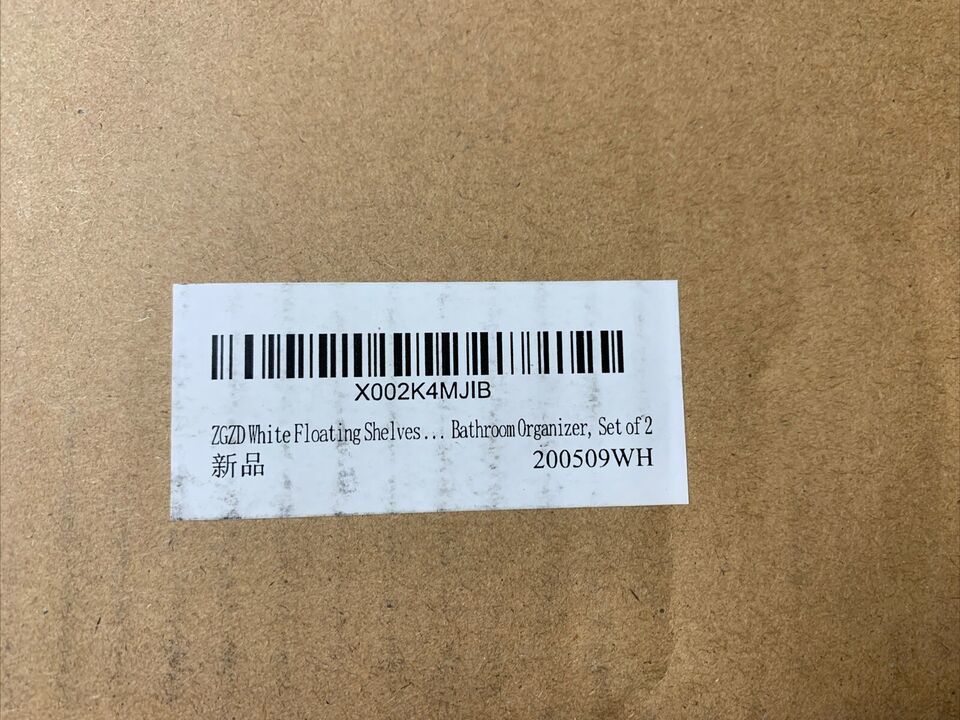 X002K4MJIB
ZGZD White Floating Shelves... Bathroom Organizer, Set of 2
新品
200509WH